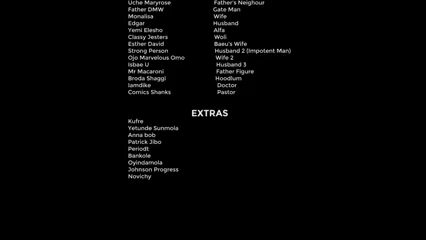 Uche Maryrose Father's Neighour
Father DMW Gate Man
Monalisa Wife
Edgar Husband
Yemi Elesho Alfa
Classy Jesters Woli
Esther David Baeu's Wife
Strong Person Husband 2 (Impotent Man)
Ojo Marvelous Omo Wife 2
Isbae U Husband 3
Mr Macaroni Father Figure
Broda Shaggi Hoodlum
Iamdike Doctor
Comics Shanks Pastor
EXTRAS
Kufre
Yetunde Sunmola
Anna bob
Patrick Jibo
Periodt
Bankole
Oyindamola
Johnson Progress
Novichy